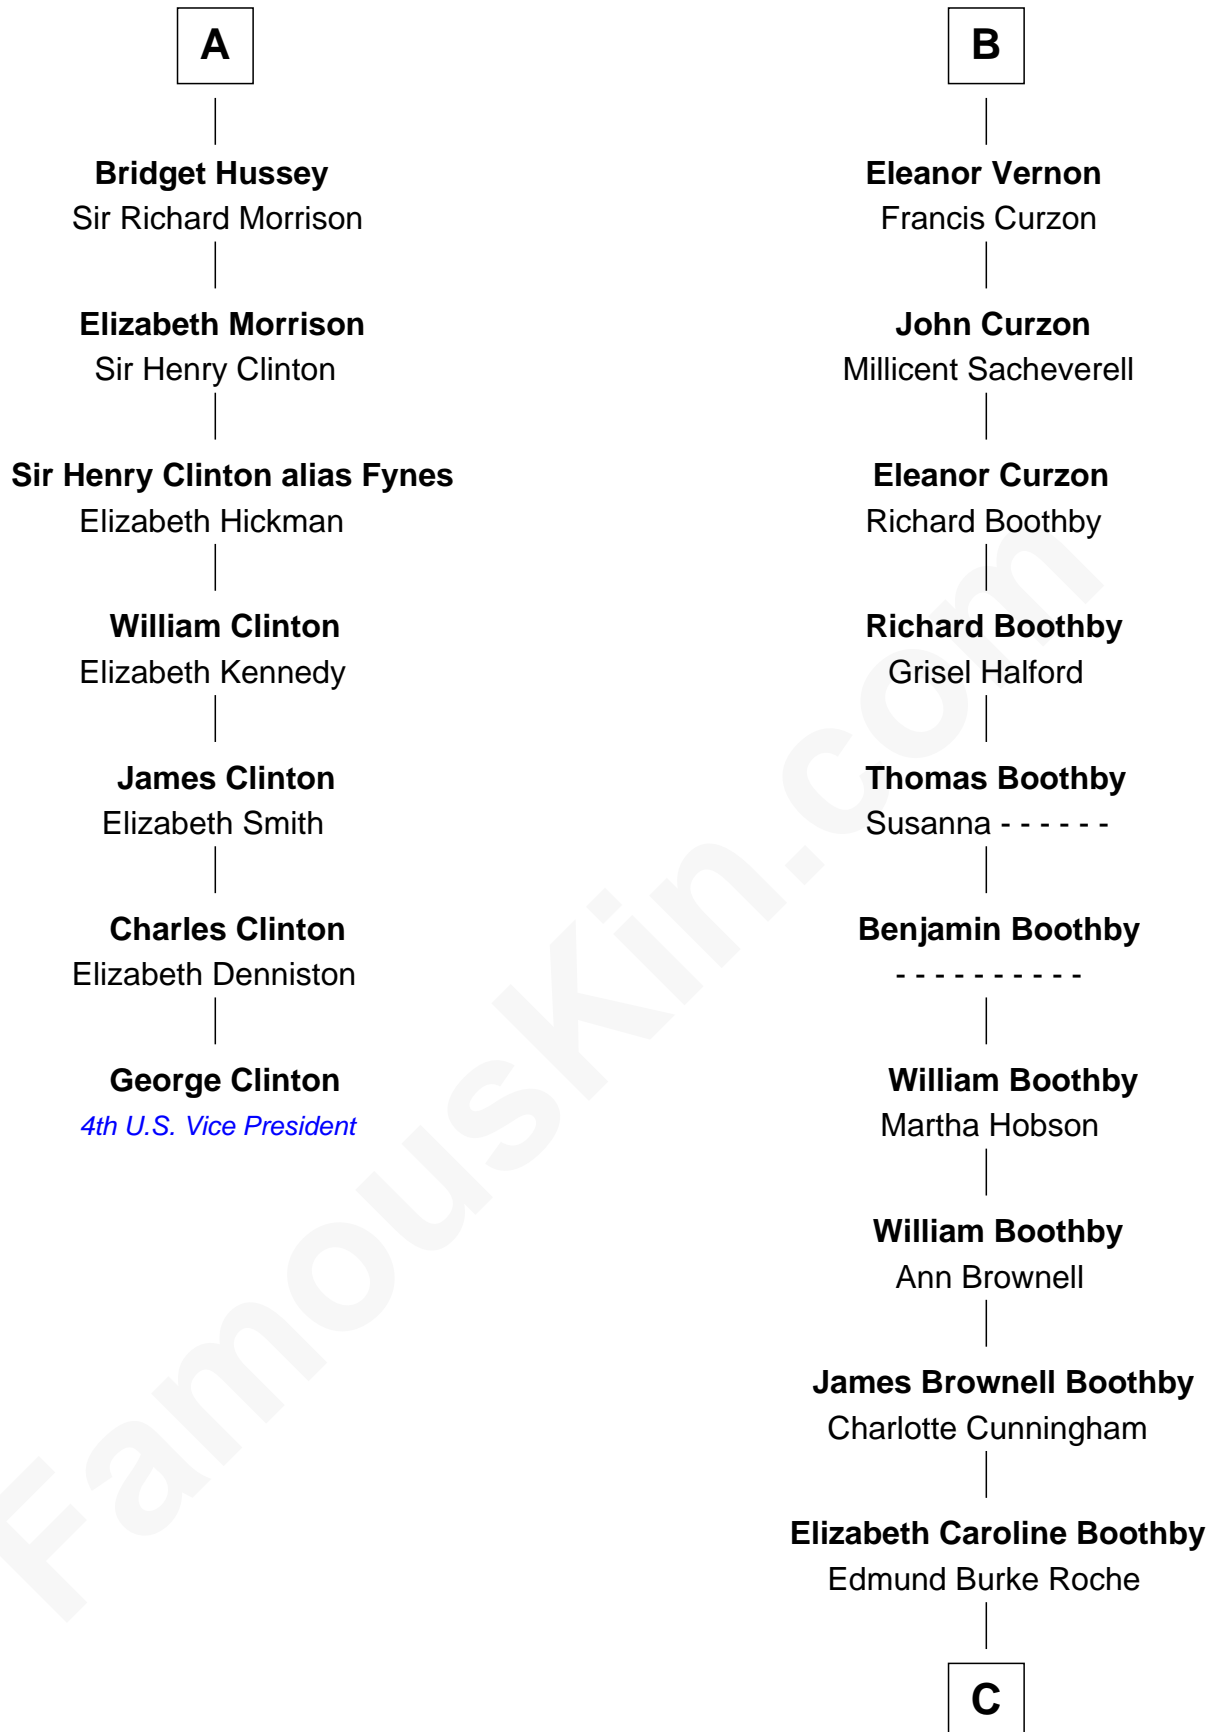 A
Bridget Hussey
Sir Richard Morrison
Elizabeth Morrison
Sir Henry Clinton
Sir Henry Clinton alias Fynes
Elizabeth Hickman
William Clinton
Elizabeth Kennedy
James Clinton
Elizabeth Smith
Charles Clinton
Elizabeth Denniston
George Clinton
4th U.S. Vice President
B
Eleanor Vernon
Francis Curzon
John Curzon
Millicent Sacheverell
Eleanor Curzon
Richard Boothby
Richard Boothby
Grisel Halford
Thomas Boothby
Susanna - - - - - -
Benjamin Boothby
- - - - - - - - - -
William Boothby
Martha Hobson
William Boothby
Ann Brownell
James Brownell Boothby
Charlotte Cunningham
Elizabeth Caroline Boothby
Edmund Burke Roche
C
FamousKin.com